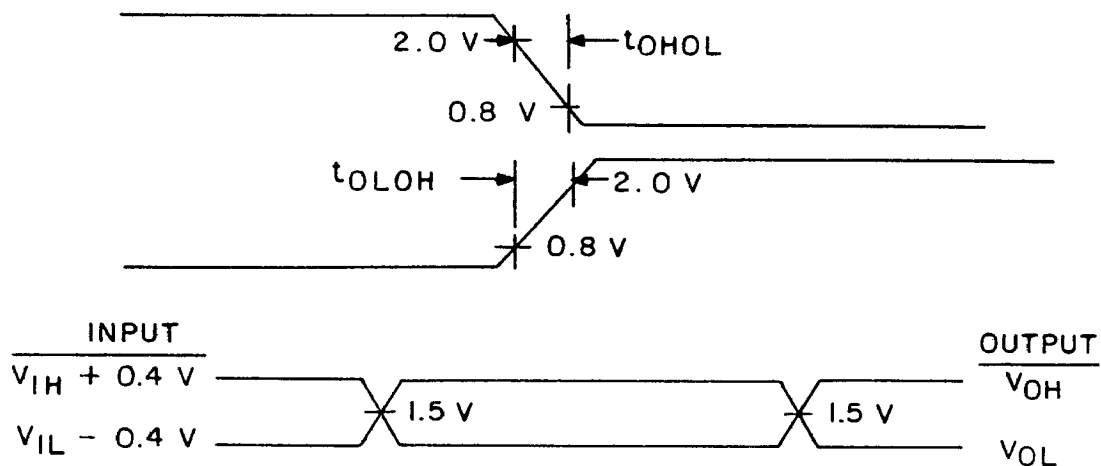 2.0 V
tOHOL
0.8 V
tOLOH
2.0 V
0.8 V
INPUT
OUTPUT
VIH + 0.4 V
1.5 V
1.5 V
VOH
VIL - 0.4 V
VOL